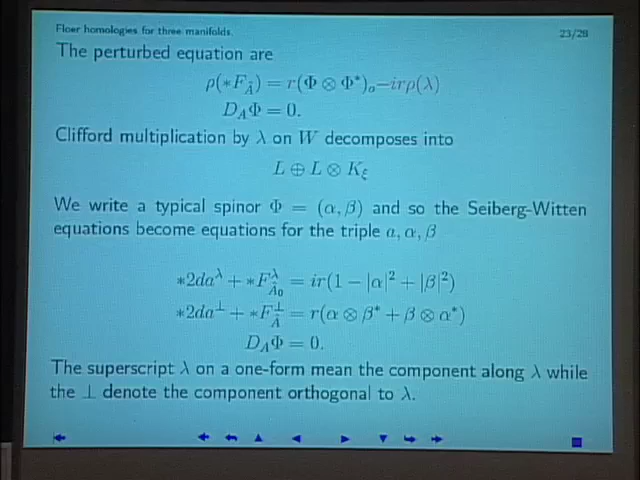 Floer homologies for three manifolds.
23/28
The perturbed equation are
ρ(*F_Â) = r(Φ ⊗ Φ*)ₒ−irρ(λ)
D_AΦ = 0.
Clifford multiplication by λ on W decomposes into
L ⊕ L ⊗ K_ξ
We write a typical spinor Φ = (α, β) and so the Seiberg-Witten
equations become equations for the triple a, α, β
*2da^λ + *F^λ_Â₀ = ir(1 − |α|² + |β|²)
*2da^⊥ + *F^⊥_Â = r(α ⊗ β* + β ⊗ α*)
D_AΦ = 0.
The superscript λ on a one-form mean the component along λ while
the ⊥ denote the component orthogonal to λ.